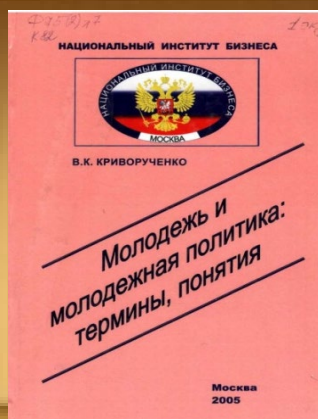 НАЦИОНАЛЬНЫЙ ИНСТИТУТ БИЗНЕСА
НАЦИОНАЛЬНЫЙ ИНСТИТУТ БИЗНЕСА
МОСКВА
В.К. КРИВОРУЧЕНКО
Молодежь и
молодежная политика:
термины, понятия
Москва
2005